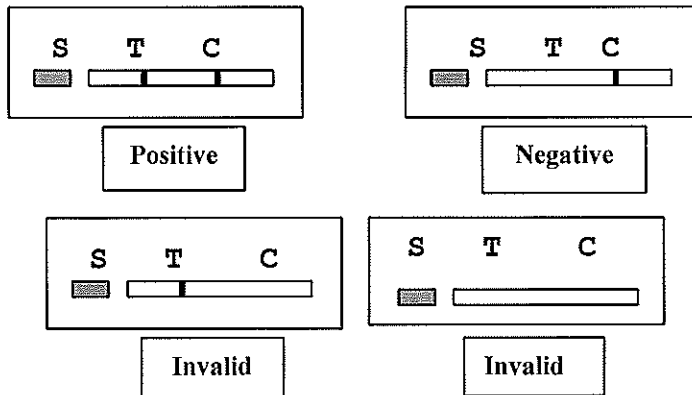 S T C
S T C
Positive
Negative
S T C
S T C
Invalid
Invalid